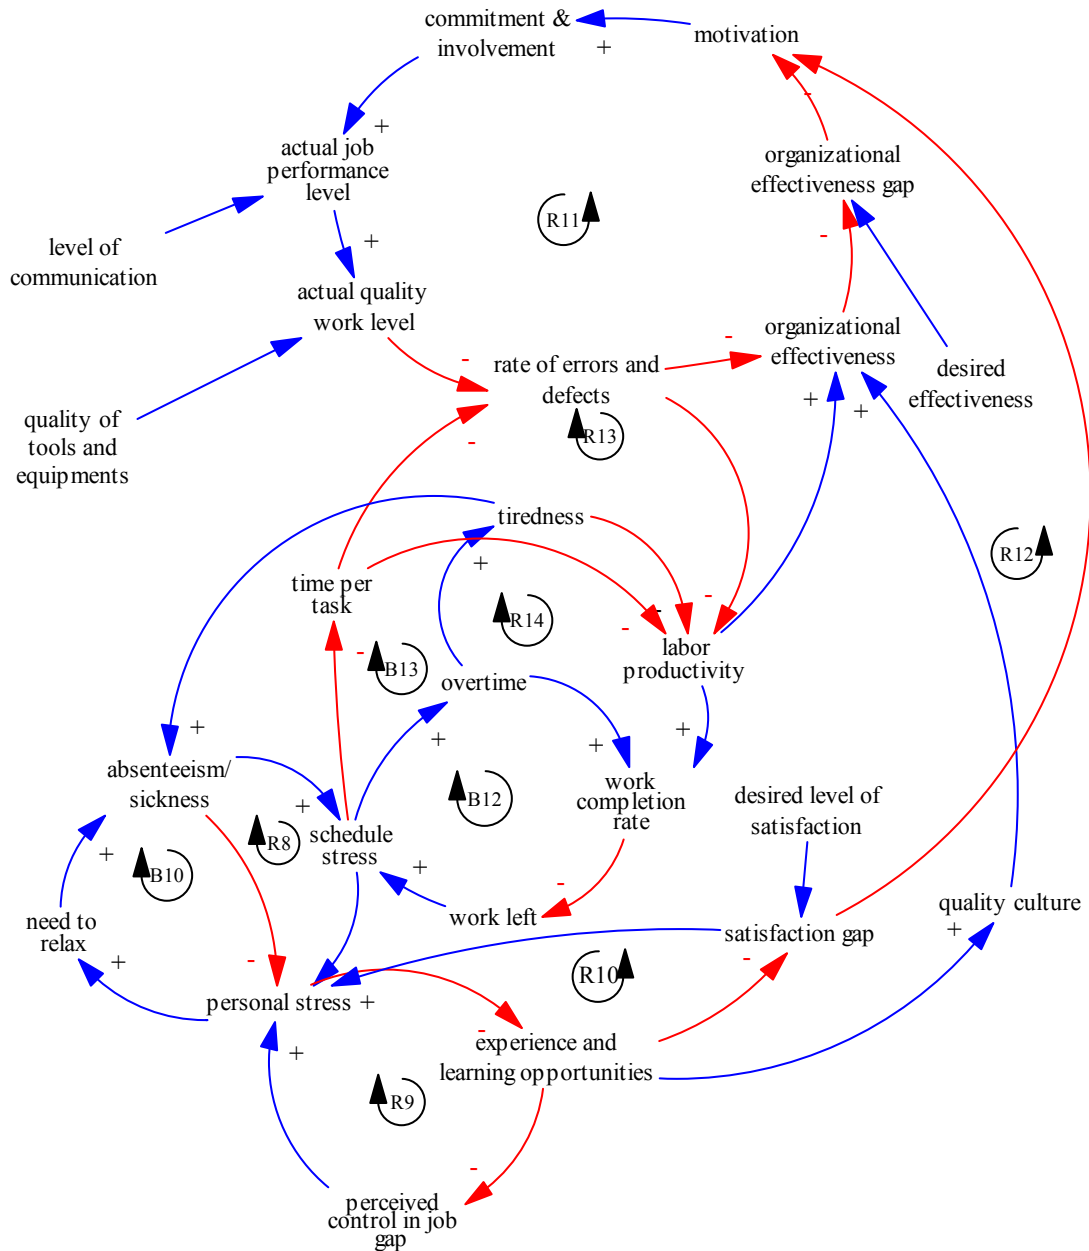 commitment &
involvement
+
motivation
-
+
actual job
performance
level
organizational
effectiveness gap
R11
+
-
level of
communication
actual quality
work level
organizational
effectiveness
-
-
rate of errors and
defects
desired
effectiveness
quality of
tools and
equipments
+
+
R13
-
tiredness
R12
+
time per
task
-
-
-
R14
-
B13
labor
productivity
overtime
+
+
+
+
absenteeism/
sickness
B12
work
completion
rate
desired level of
satisfaction
+
R8
schedule
stress
+
B10
+
-
need to
relax
work left
quality culture
+
satisfaction gap
+
-
-
R10
personal stress +
-
experience and
learning opportunities
+
R9
-
perceived
control in job
gap